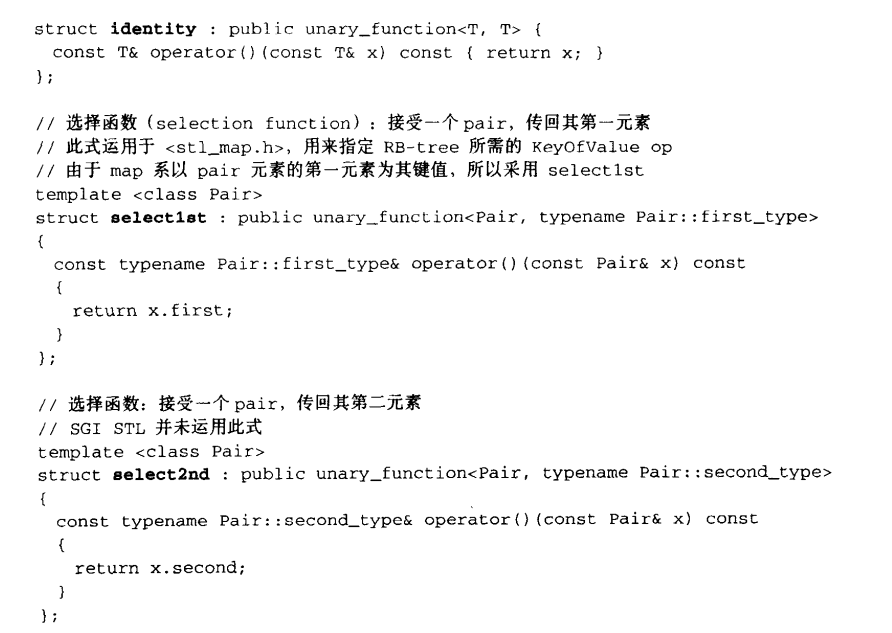 struct identity : public unary_function<T, T> {
  const T& operator()(const T& x) const { return x; }
};

// 选择函数(selection function):接受一个 pair,传回其第一元素
// 此式运用于 <stl_map.h>,用来指定 RB-tree 所需的 KeyOfValue op
// 由于 map 系以 pair 元素的第一元素为其键值,所以采用 select1st
template <class Pair>
struct select1st : public unary_function<Pair, typename Pair::first_type>
{
  const typename Pair::first_type& operator()(const Pair& x) const
  {
    return x.first;
  }
};

// 选择函数:接受一个 pair,传回其第二元素
// SGI STL 并未运用此式
template <class Pair>
struct select2nd : public unary_function<Pair, typename Pair::second_type>
{
  const typename Pair::second_type& operator()(const Pair& x) const
  {
    return x.second;
  }
};